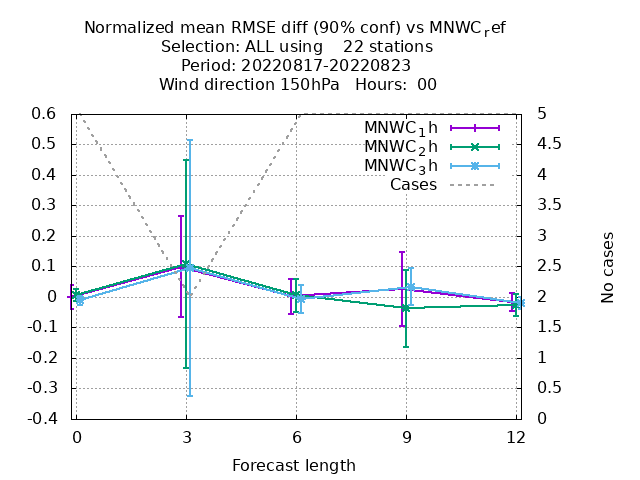 Normalized mean RMSE diff (90% conf) vs MNWC_ref
Selection: ALL using    22 stations
Period: 20220817-20220823
Wind direction 150hPa   Hours:  00
0.6
0.5
0.4
0.3
0.2
0.1
0
-0.1
-0.2
-0.3
-0.4
5
4.5
4
3.5
3
2.5
2
1.5
1
0.5
0
MNWC_1h
MNWC_2h
MNWC_3h
Cases
No cases
0 3 6 9 12
Forecast length